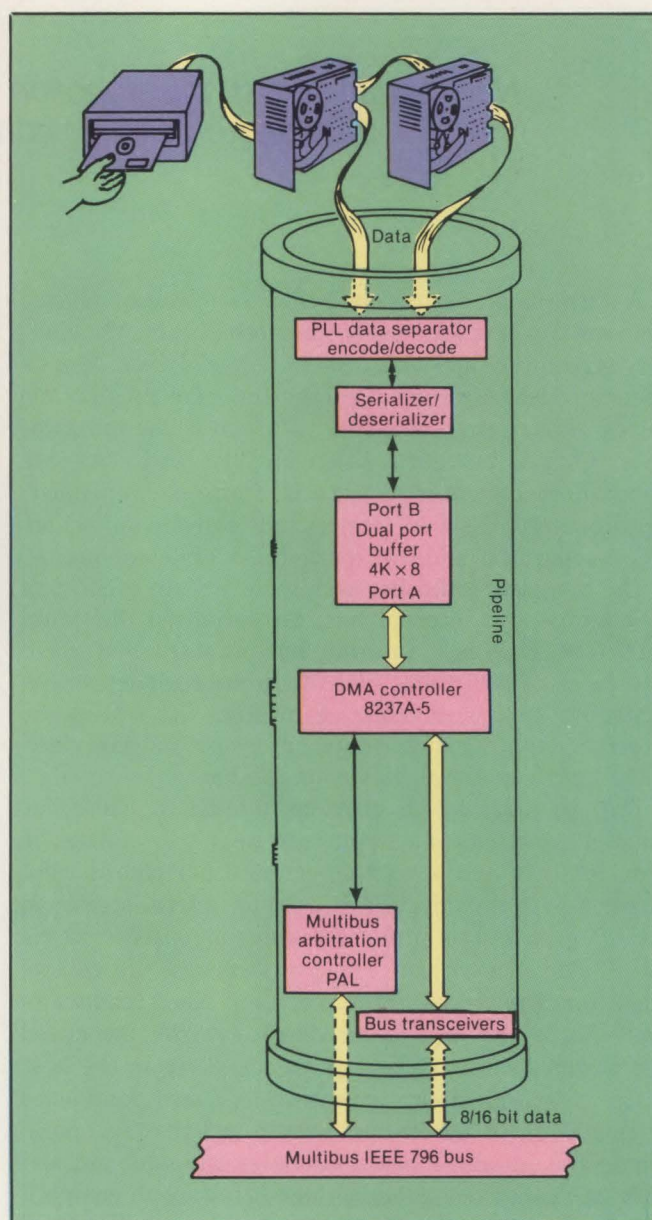 Data
PLL data separator
encode/decode
Serializer/
deserializer
Port B
Dual port
buffer
4K × 8
Port A
Pipeline
DMA controller
8237A-5
Multibus
arbitration
controller
PAL
Bus transceivers
8/16 bit data
Multibus IEEE 796 bus